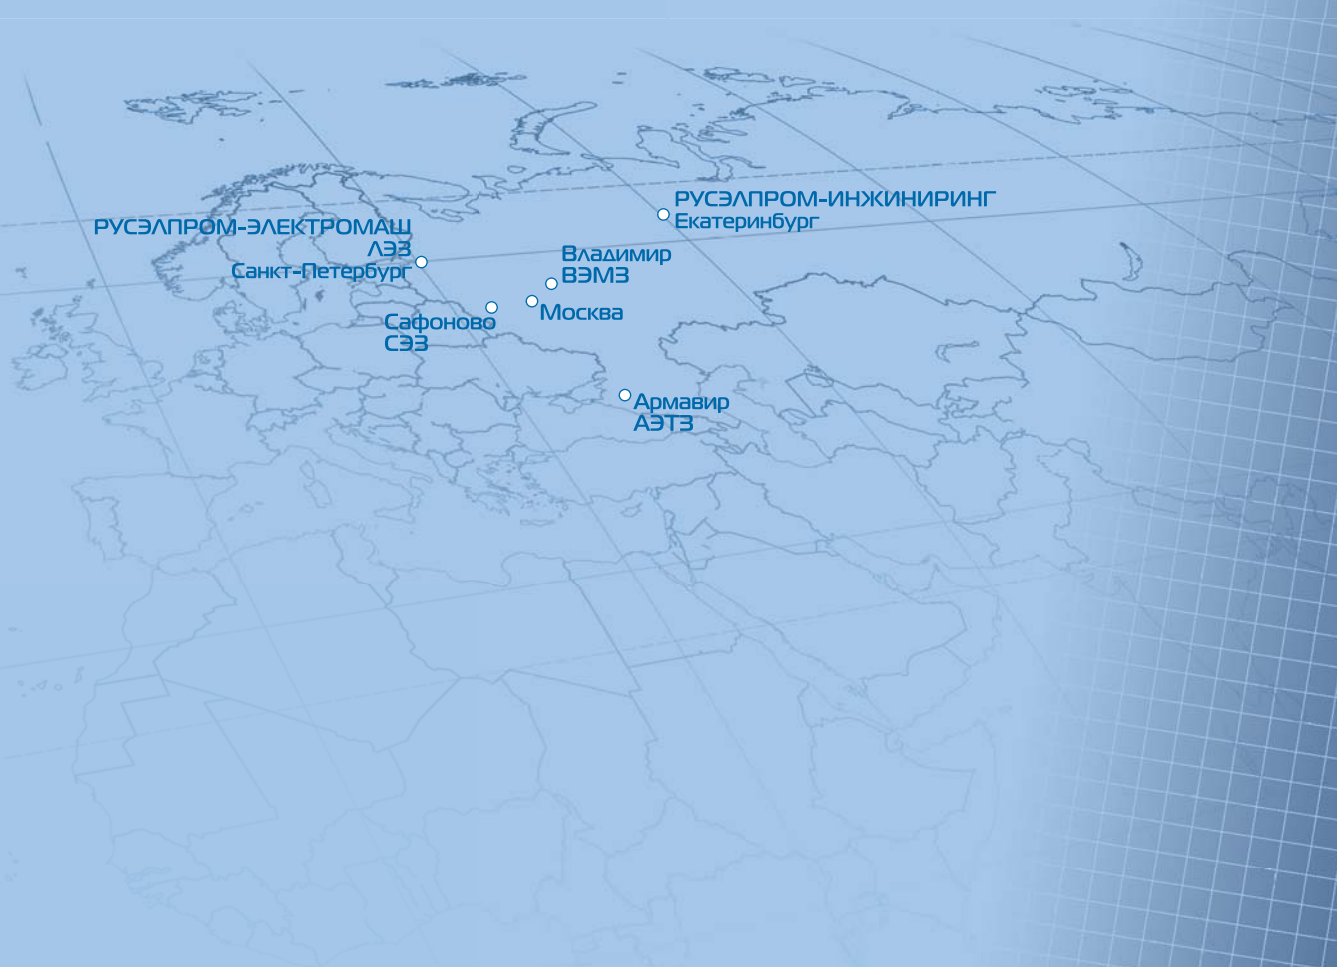 РУСЭЛПРОМ-ИНЖИНИРИНГ
Екатеринбург
РУСЭЛПРОМ-ЭЛЕКТРОМАШ
ЛЭЗ
Санкт-Петербург
Владимир
ВЭМЗ
Москва
Сафоново
СЭЗ
Армавир
АЭТЗ